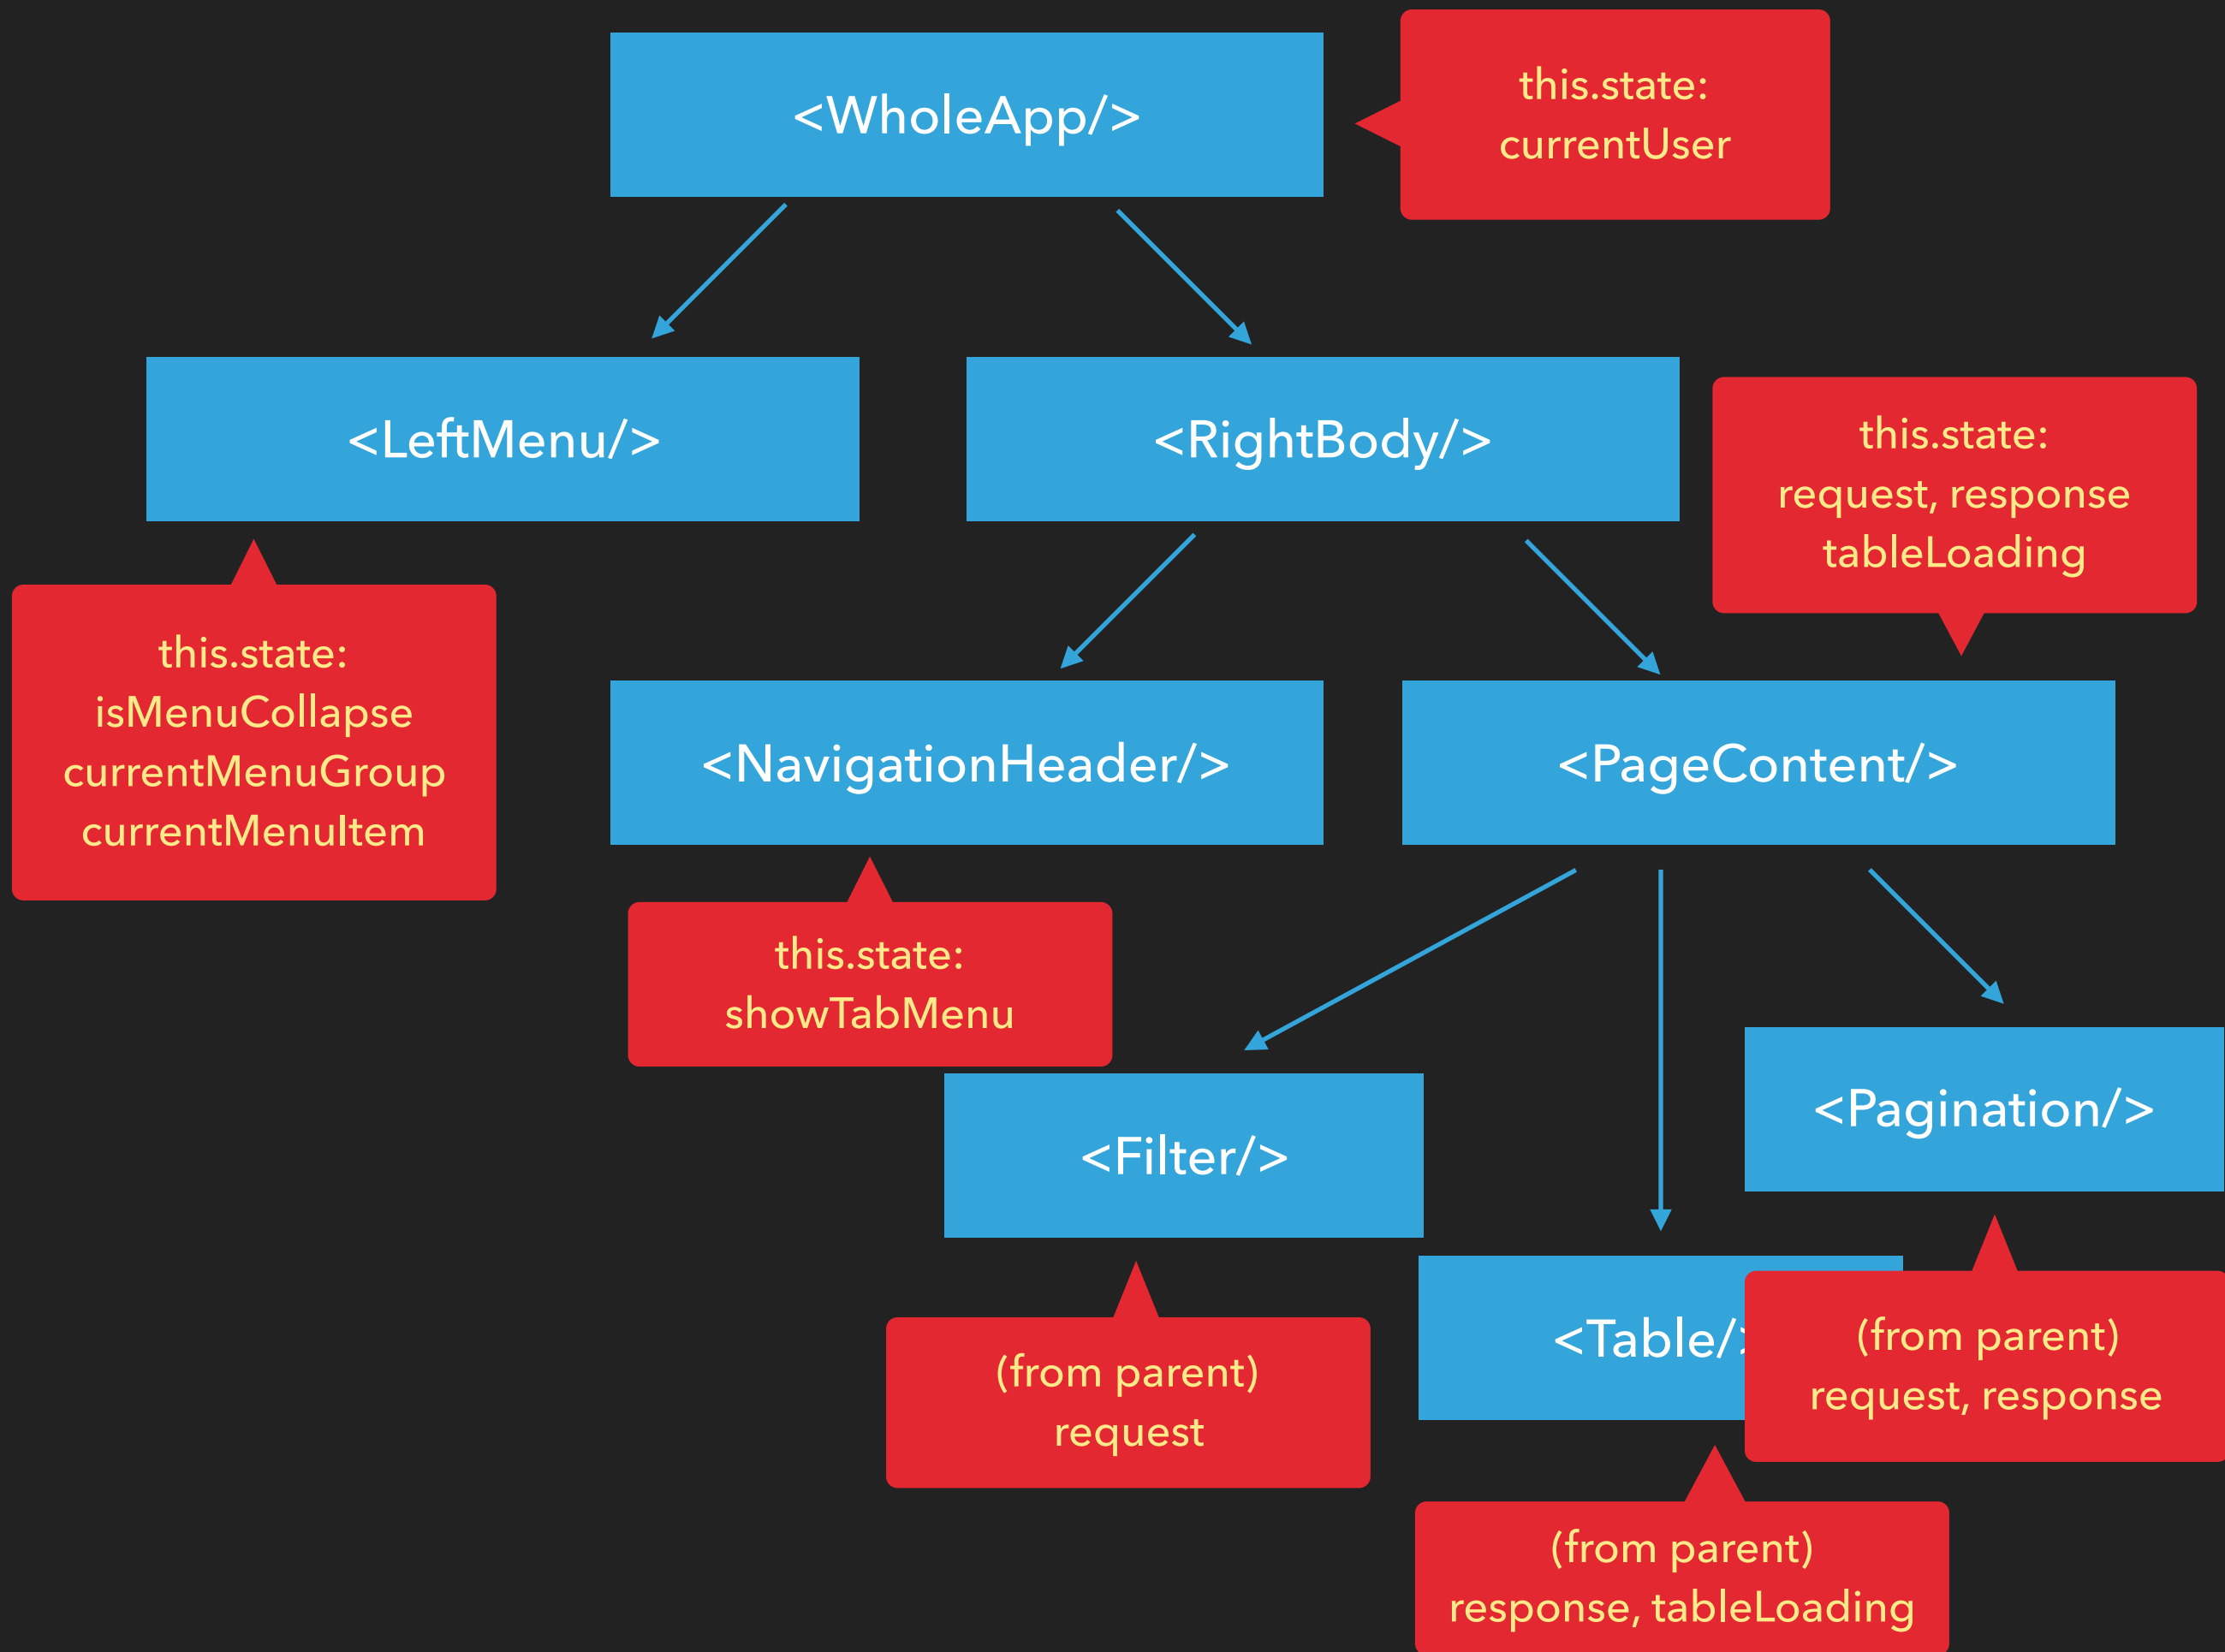 <WholeApp/>
this.state:
currentUser
<LeftMenu/>
<RightBody/>
this.state:
request, response
tableLoading
this.state:
isMenuCollapse
currentMenuGroup
currentMenuItem
<NavigationHeader/>
<PageContent/>
this.state:
showTabMenu
<Filter/>
<Pagination/>
(from parent)
request
<Table/>
(from parent)
request, response
(from parent)
response, tableLoading